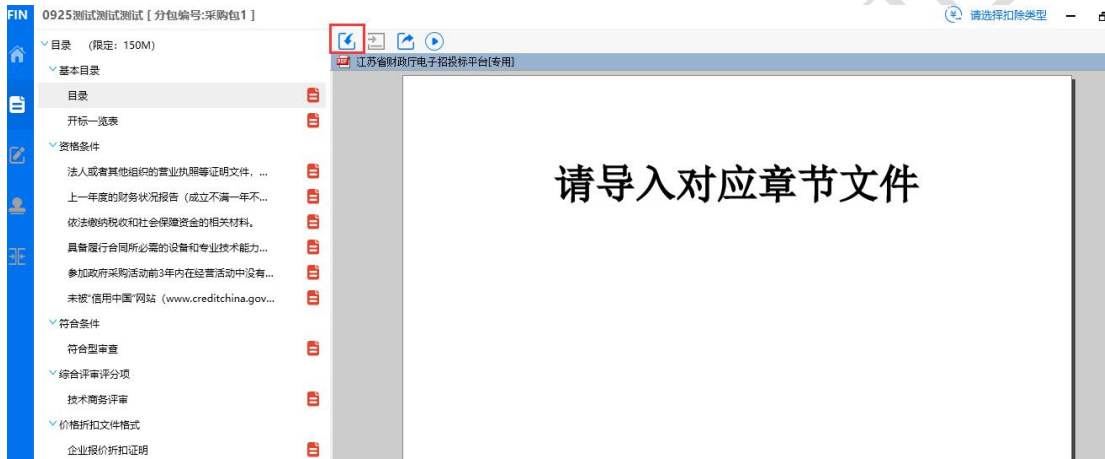 FIN 0925测试测试测试 [ 分包编号:采购包1 ] 请选择扣除类型
目录 (限定：150M)
基本目录
目录
开标一览表
资格条件
法人或者其他组织的营业执照等证明文件，...
上一年度的财务状况报告（成立不满一年不...
依法缴纳税收和社会保障资金的相关材料。
具备履行合同所必需的设备和专业技术能力...
参加政府采购活动前3年内在经营活动中没有...
未被“信用中国”网站（www.creditchina.gov...
符合条件
符合型审查
综合评审评分项
技术商务评审
价格折扣文件格式
企业报价折扣证明
PDF 江苏省财政厅电子招投标平台[专用]
请导入对应章节文件